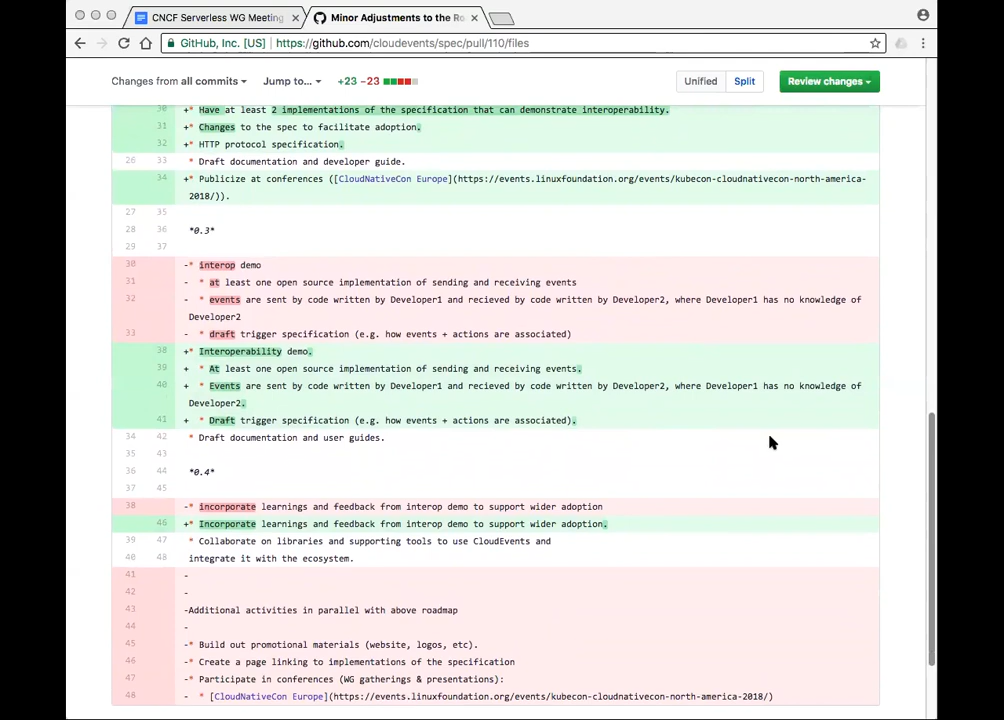 CNCF Serverless WG Meeting
Minor Adjustments to the Ro
GitHub, Inc. [US] https://github.com/cloudevents/spec/pull/110/files
Changes from all commits Jump to... +23 −23 Unified Split Review changes
30 +* Have at least 2 implementations of the specification that can demonstrate interoperability.
31 +* Changes to the spec to facilitate adoption.
32 +* HTTP protocol specification.
26 33 * Draft documentation and developer guide.
34 +* Publicize at conferences ([CloudNativeCon Europe](https://events.linuxfoundation.org/events/kubecon-cloudnativecon-north-america-
2018/)).
27 35
28 36 *0.3*
29 37
30 -* interop demo
31 - * at least one open source implementation of sending and receiving events
32 - * events are sent by code written by Developer1 and recieved by code written by Developer2, where Developer1 has no knowledge of
Developer2
33 - * draft trigger specification (e.g. how events + actions are associated)
38 +* Interoperability demo.
39 + * At least one open source implementation of sending and receiving events.
40 + * Events are sent by code written by Developer1 and recieved by code written by Developer2, where Developer1 has no knowledge of
Developer2.
41 + * Draft trigger specification (e.g. how events + actions are associated).
34 42 * Draft documentation and user guides.
35 43
36 44 *0.4*
37 45
38 -* incorporate learnings and feedback from interop demo to support wider adoption
46 +* Incorporate learnings and feedback from interop demo to support wider adoption.
39 47 * Collaborate on libraries and supporting tools to use CloudEvents and
40 48 integrate it with the ecosystem.
41 -
42 -
43 -Additional activities in parallel with above roadmap
44 -
45 -* Build out promotional materials (website, logos, etc).
46 -* Create a page linking to implementations of the specification
47 -* Participate in conferences (WG gatherings & presentations):
48 - * [CloudNativeCon Europe](https://events.linuxfoundation.org/events/kubecon-cloudnativecon-north-america-2018/)